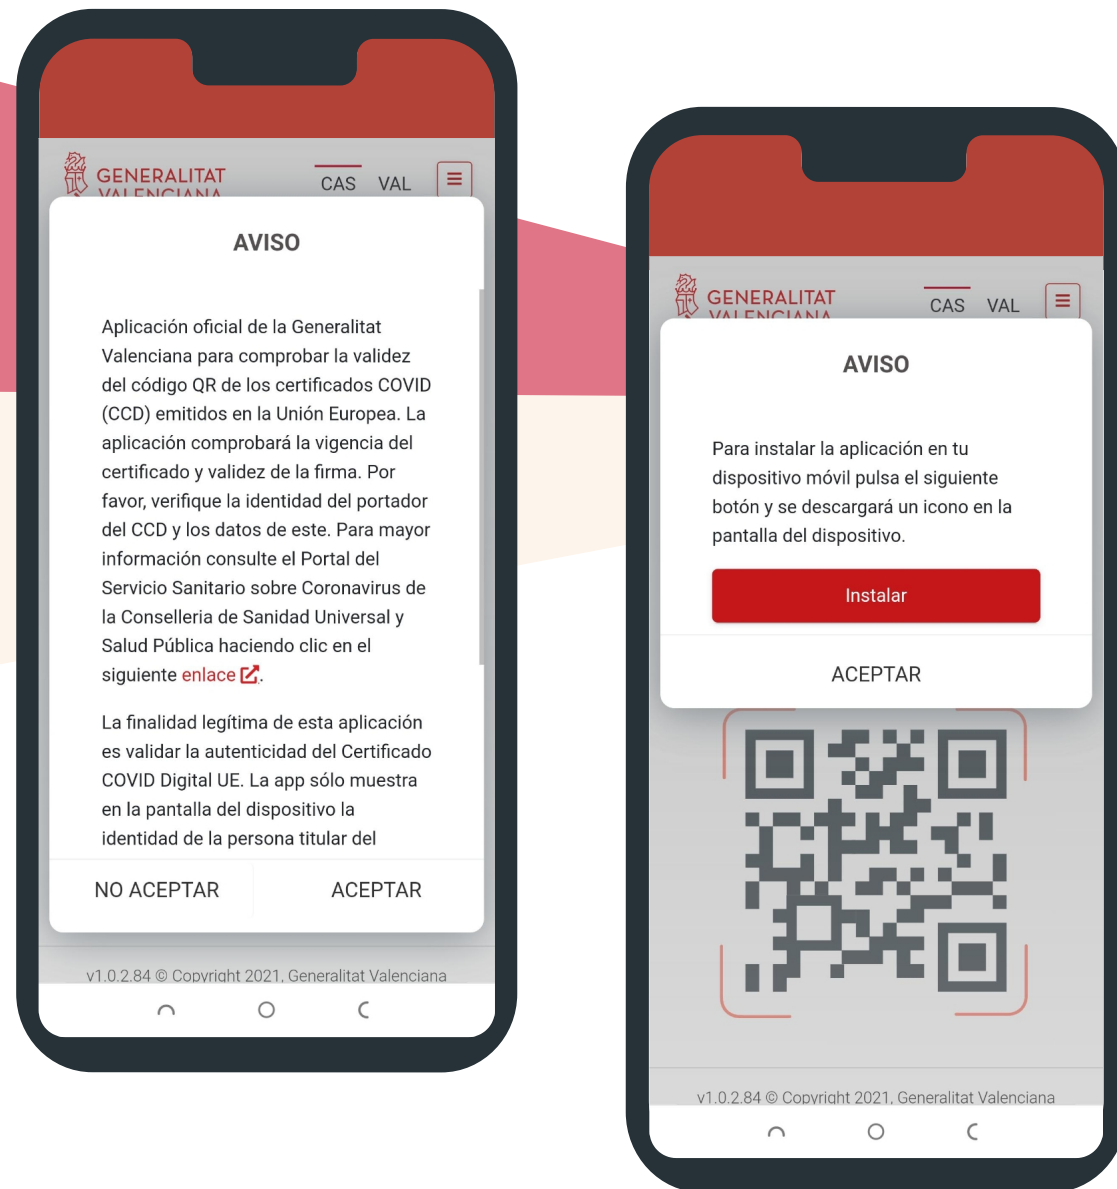 GENERALITAT
VALENCIANA
CAS VAL
AVISO
Aplicación oficial de la Generalitat
Valenciana para comprobar la validez
del código QR de los certificados COVID
(CCD) emitidos en la Unión Europea. La
aplicación comprobará la vigencia del
certificado y validez de la firma. Por
favor, verifique la identidad del portador
del CCD y los datos de este. Para mayor
información consulte el Portal del
Servicio Sanitario sobre Coronavirus de
la Conselleria de Sanidad Universal y
Salud Pública haciendo clic en el
siguiente enlace.
La finalidad legítima de esta aplicación
es validar la autenticidad del Certificado
COVID Digital UE. La app sólo muestra
en la pantalla del dispositivo la
identidad de la persona titular del
NO ACEPTAR ACEPTAR
v1.0.2.84 © Copyright 2021, Generalitat Valenciana
GENERALITAT
VALENCIANA
CAS VAL
AVISO
Para instalar la aplicación en tu
dispositivo móvil pulsa el siguiente
botón y se descargará un icono en la
pantalla del dispositivo.
Instalar
ACEPTAR
v1.0.2.84 © Copyright 2021, Generalitat Valenciana